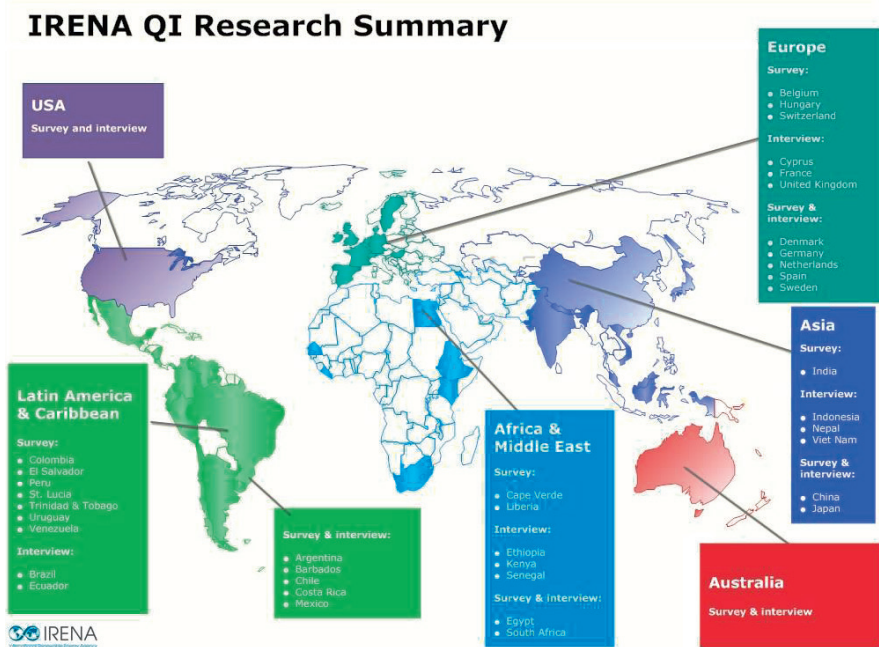 IRENA QI Research Summary
USA
Survey and interview
Europe
Survey:
Belgium
Hungary
Switzerland
Interview:
Cyprus
France
United Kingdom
Survey &
interview:
Denmark
Germany
Netherlands
Spain
Sweden
Asia
Survey:
India
Interview:
Indonesia
Nepal
Viet Nam
Survey &
interview:
China
Japan
Latin America
& Caribbean
Survey:
Colombia
El Salvador
Peru
St. Lucia
Trinidad & Tobago
Uruguay
Venezuela
Interview:
Brazil
Ecuador
Survey & interview:
Argentina
Barbados
Chile
Costa Rica
Mexico
Africa &
Middle East
Survey:
Cape Verde
Liberia
Interview:
Ethiopia
Kenya
Senegal
Survey & interview:
Egypt
South Africa
Australia
Survey & interview
IRENA
International Renewable Energy Agency